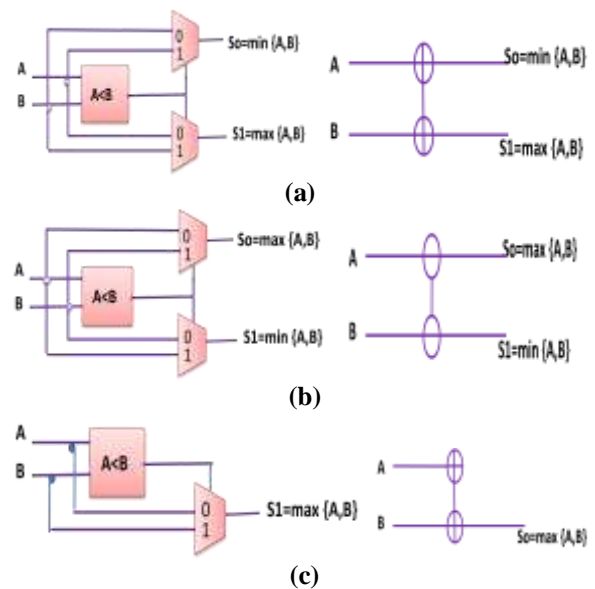 0
1
So=min {A,B}
A
B
A<B
0
1
S1=max {A,B}
A
So=min {A,B}
B
S1=max {A,B}
(a)
0
1
So=max {A,B}
A
B
A<B
0
1
S1=min {A,B}
A
So=max {A,B}
B
S1=min {A,B}
(b)
A
B
A<B
0
1
S1=max {A,B}
A
B
So=max {A,B}
(c)